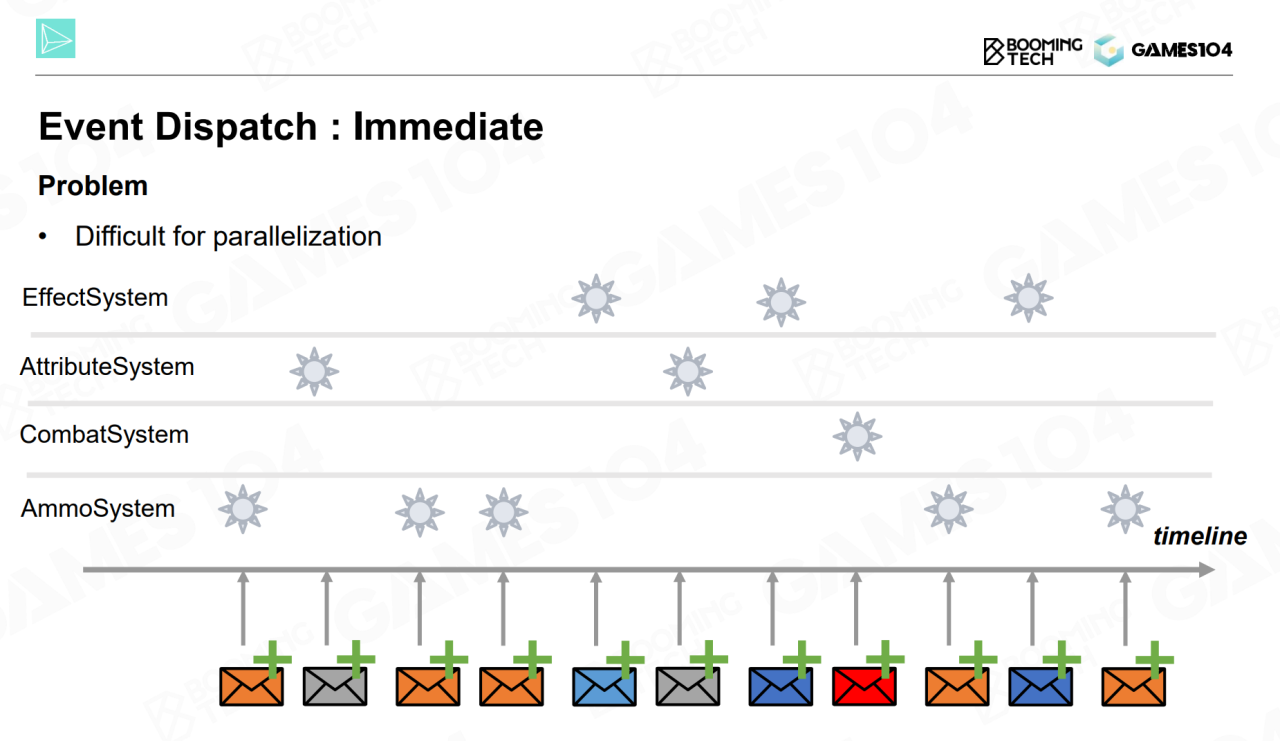 BOOMING
TECH
GAMES104
Event Dispatch : Immediate
Problem
• Difficult for parallelization
EffectSystem
AttributeSystem
CombatSystem
AmmoSystem
timeline